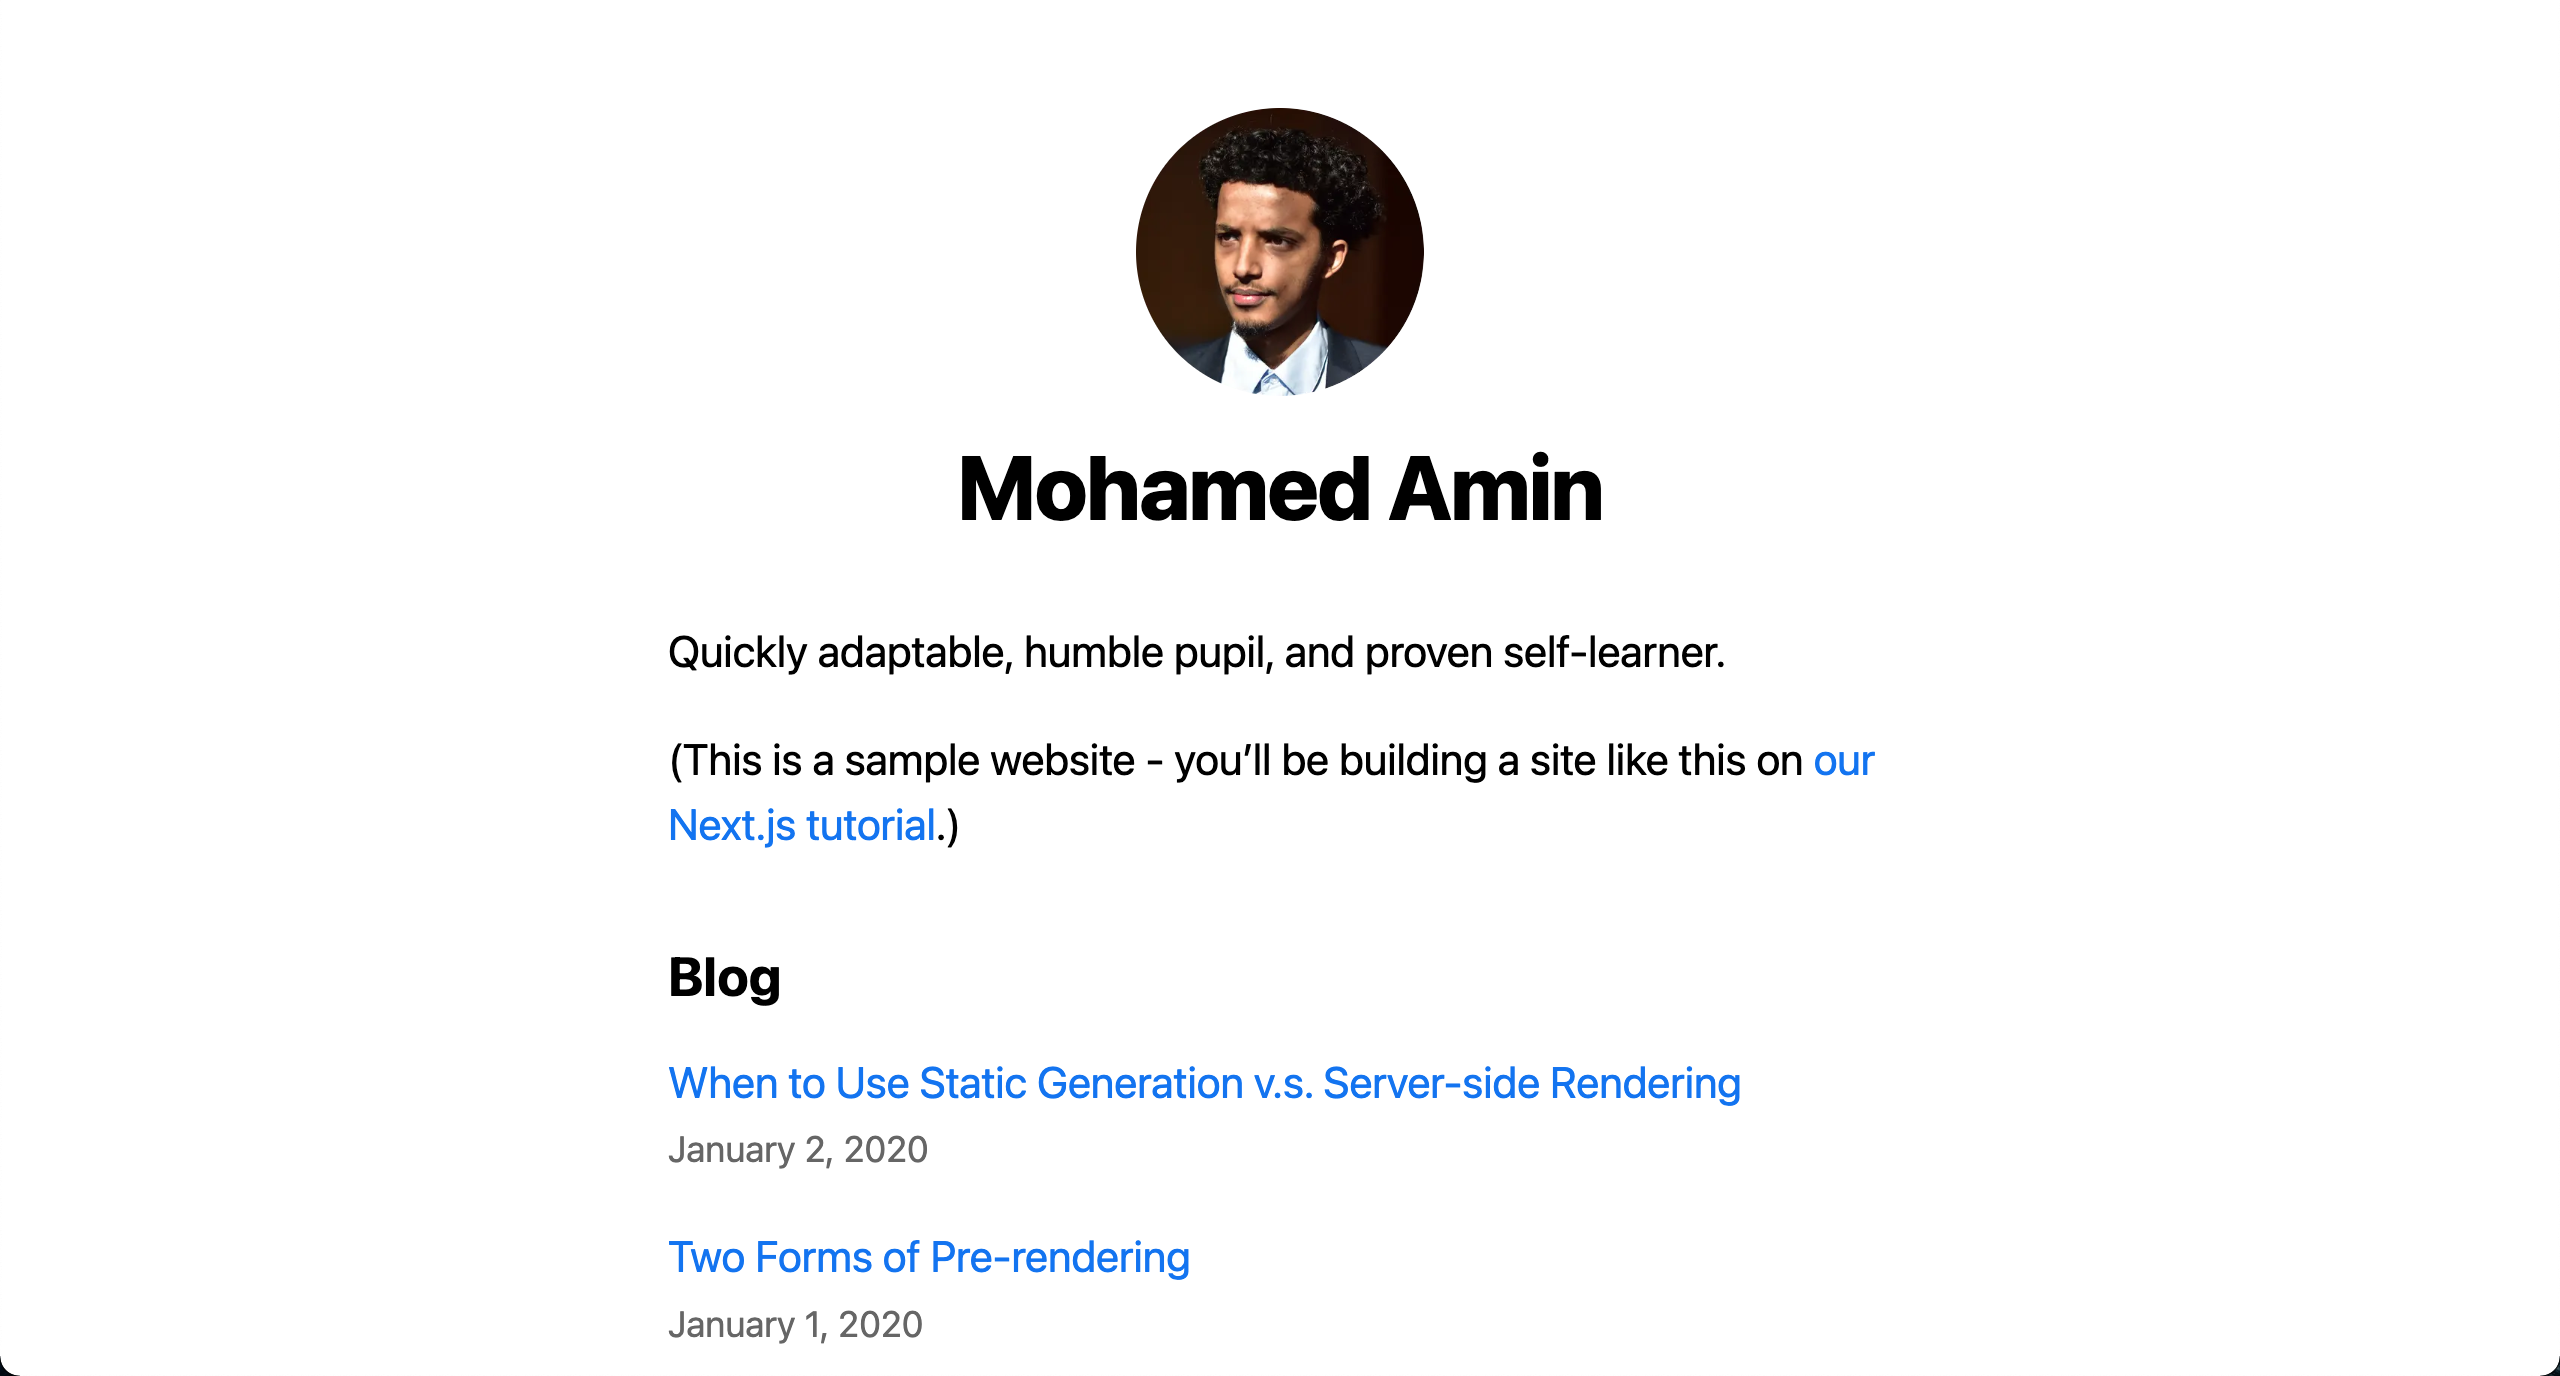 Mohamed Amin
Quickly adaptable, humble pupil, and proven self-learner.
(This is a sample website - you’ll be building a site like this on our
Next.js tutorial.)
Blog
When to Use Static Generation v.s. Server-side Rendering
January 2, 2020
Two Forms of Pre-rendering
January 1, 2020